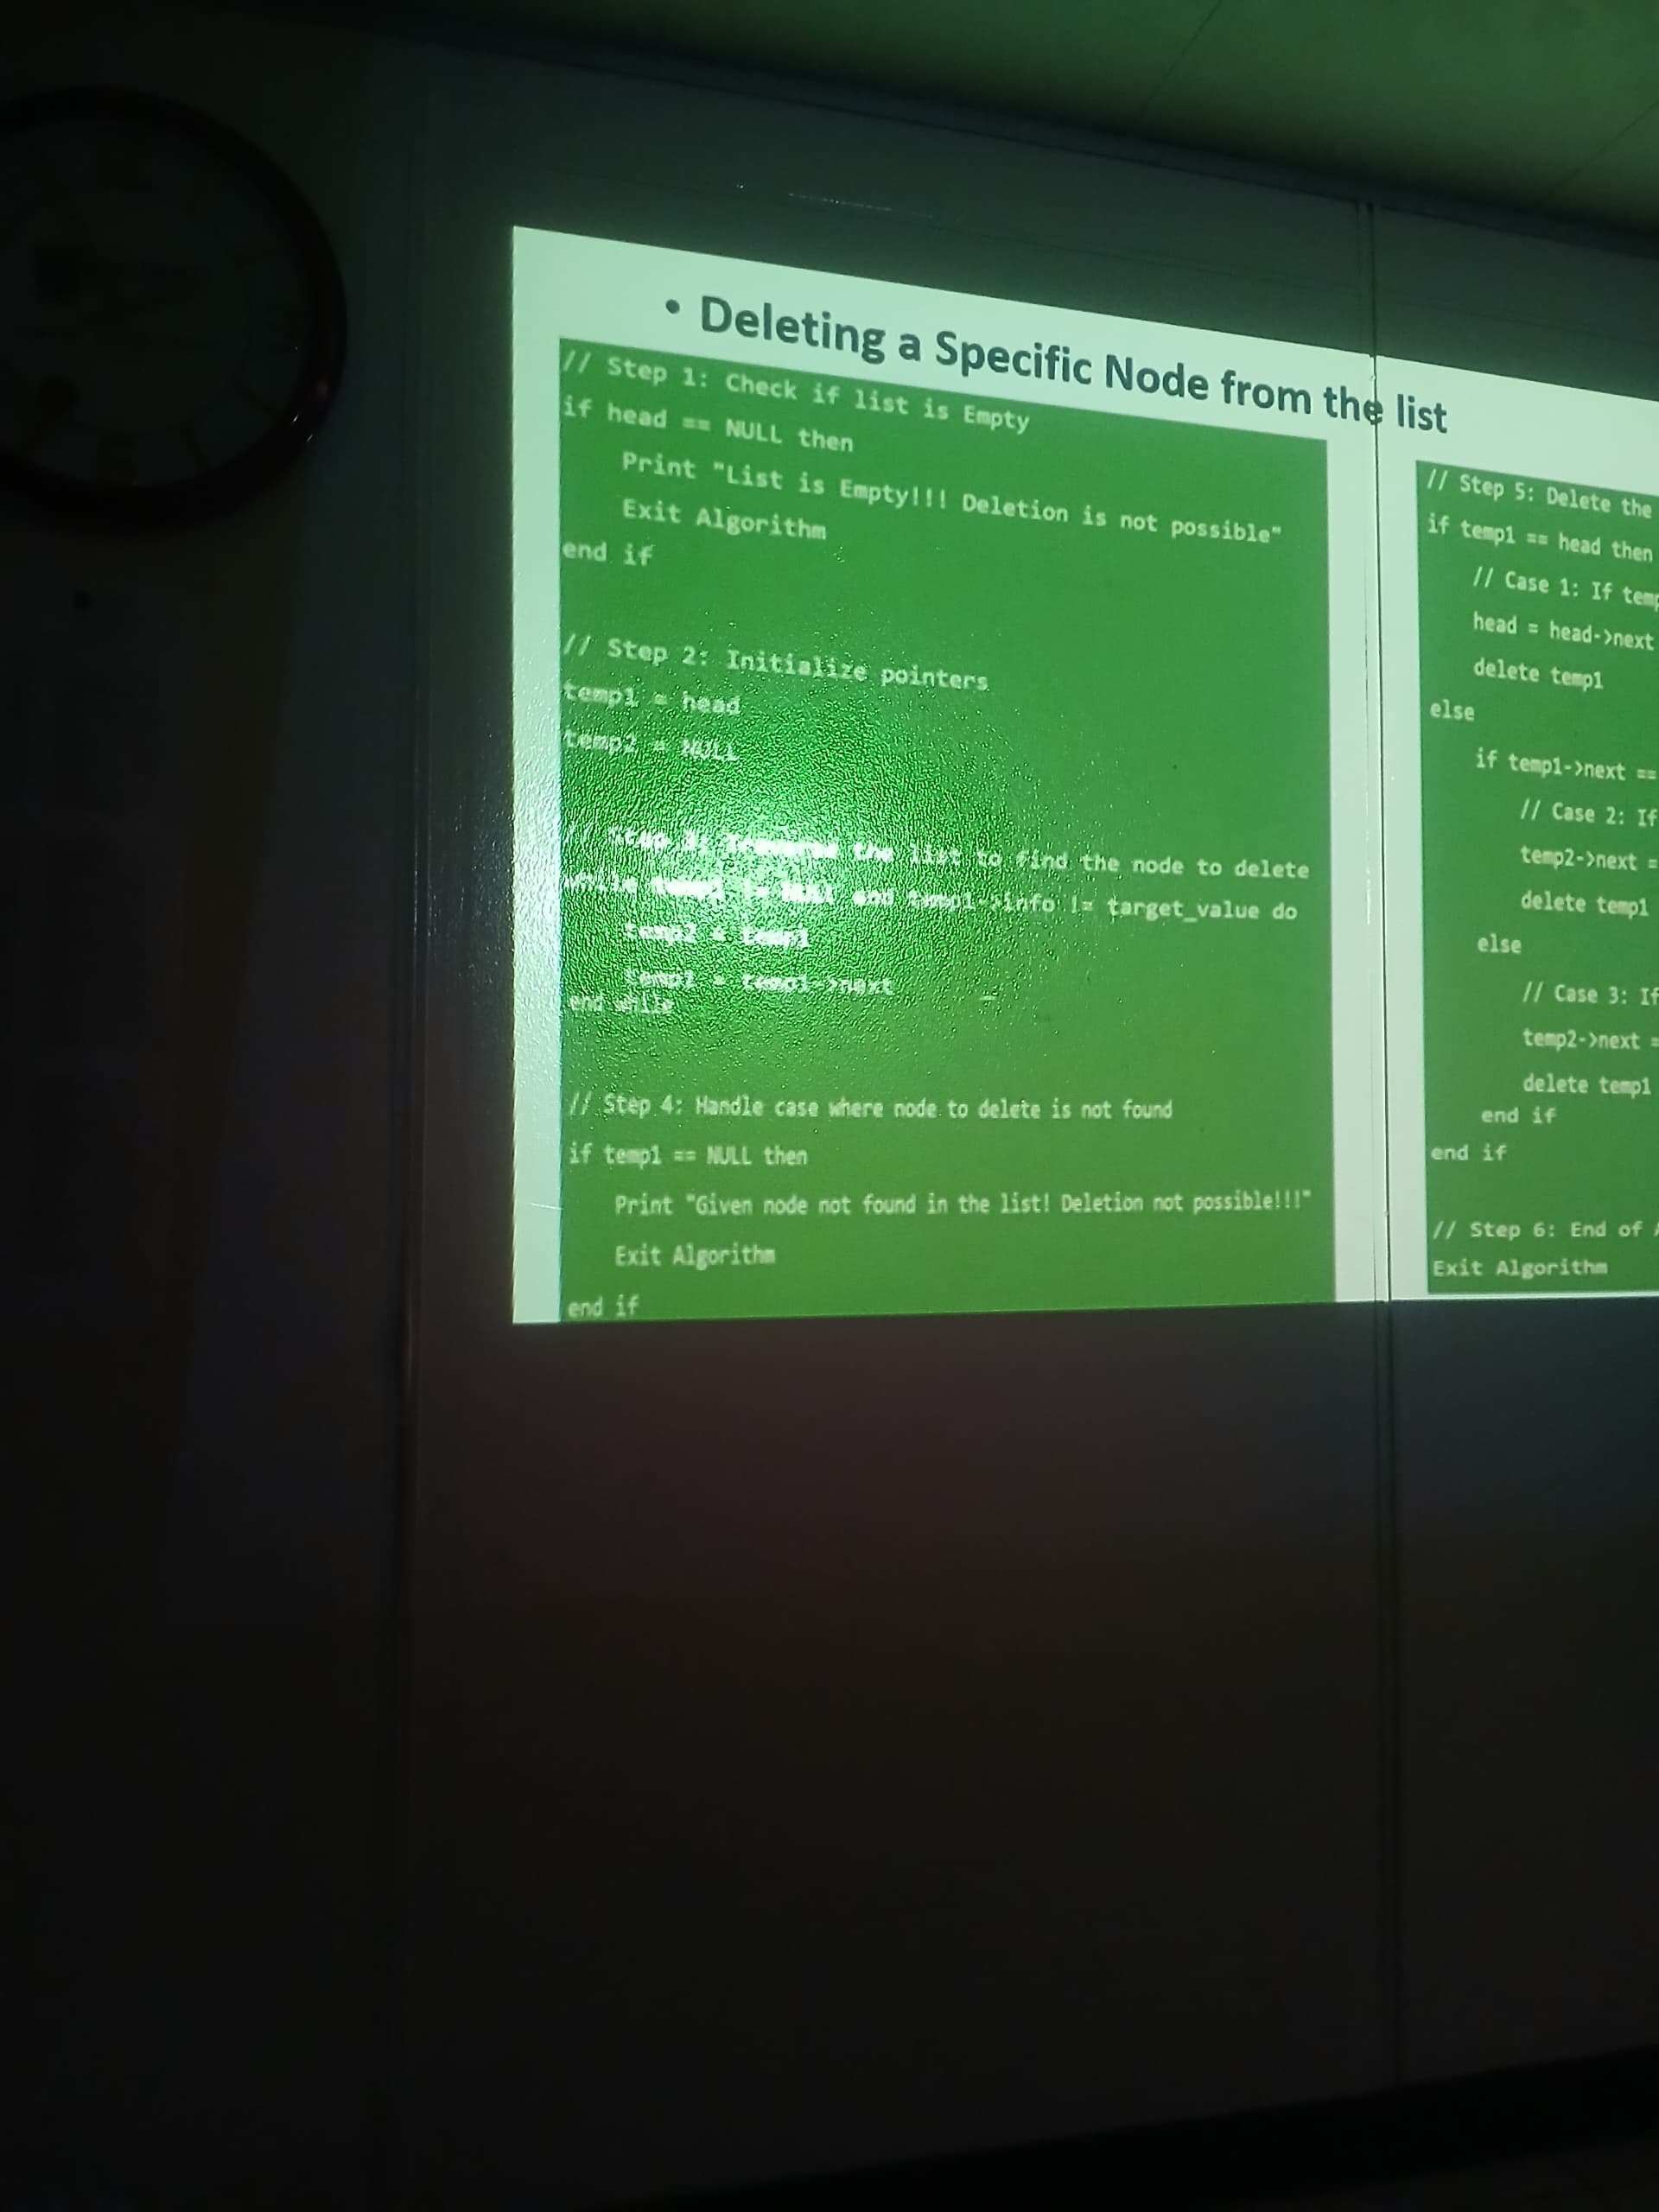 • Deleting a Specific Node from the list
// Step 1: Check if list is Empty
if head == NULL then
Print "List is Empty!!! Deletion is not possible"
Exit Algorithm
end if
// Step 2: Initialize pointers
temp1 = head
temp2 = NULL
// Step 3: Traverse the list to find the node to delete
while temp1 != NULL and temp1->info != target_value do
temp2 = temp1
temp1 = temp1->next
end while
// Step 4: Handle case where node to delete is not found
if temp1 == NULL then
Print "Given node not found in the list! Deletion not possible!!!"
Exit Algorithm
end if
// Step 5: Delete the
if temp1 == head then
// Case 1: If temp
head = head->next
delete temp1
else
if temp1->next ==
// Case 2: If
temp2->next =
delete temp1
else
// Case 3: If
temp2->next =
delete temp1
end if
end if
// Step 6: End of
Exit Algorithm